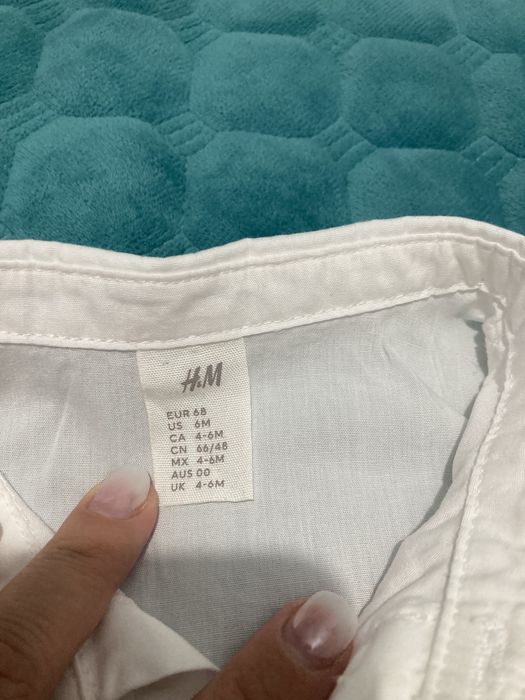 H&M
EUR 68
US 6M
CA 4-6M
CN 66/48
MX 4-6M
AUS 00
UK 4-6M